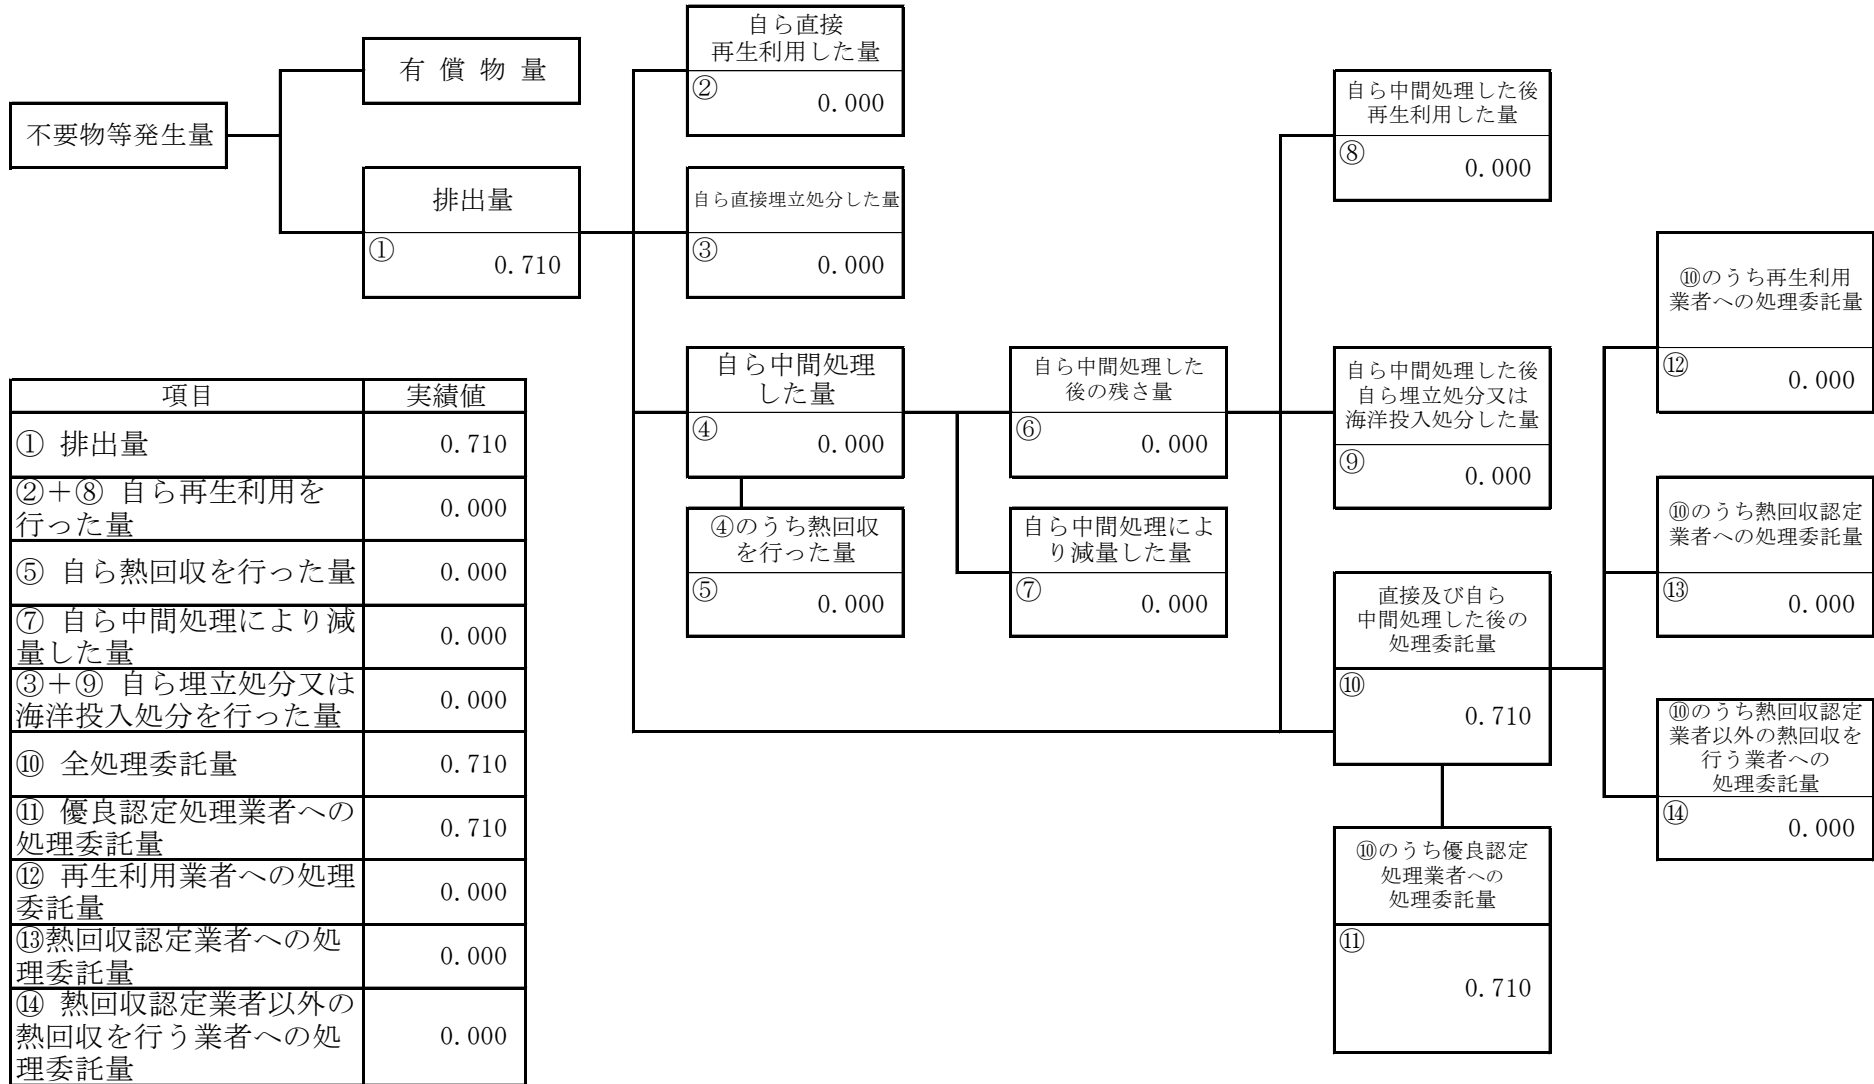 不要物等発生量
有 償 物 量
排出量
①
0.710
自ら直接
再生利用した量
②
0.000
自ら直接埋立処分した量
③
0.000
自ら中間処理
した量
④
0.000
④のうち熱回収
を行った量
⑤
0.000
自ら中間処理した
後の残さ量
⑥
0.000
自ら中間処理によ
り減量した量
⑦
0.000
自ら中間処理した後
再生利用した量
⑧
0.000
自ら中間処理した後
自ら埋立処分又は
海洋投入処分した量
⑨
0.000
直接及び自ら
中間処理した後の
処理委託量
⑩
0.710
⑩のうち優良認定
処理業者への
処理委託量
⑪
0.710
⑩のうち再生利用
業者への処理委託量
⑫
0.000
⑩のうち熱回収認定
業者への処理委託量
⑬
0.000
⑩のうち熱回収認定
業者以外の熱回収を
行う業者への
処理委託量
⑭
0.000
項目 実績値
① 排出量 0.710
②＋⑧ 自ら再生利用を
行った量 0.000
⑤ 自ら熱回収を行った量 0.000
⑦ 自ら中間処理により減
量した量 0.000
③＋⑨ 自ら埋立処分又は
海洋投入処分を行った量 0.000
⑩ 全処理委託量 0.710
⑪ 優良認定処理業者への
処理委託量 0.710
⑫ 再生利用業者への処理
委託量 0.000
⑬熱回収認定業者への処
理委託量 0.000
⑭ 熱回収認定業者以外の
熱回収を行う業者への処
理委託量 0.000